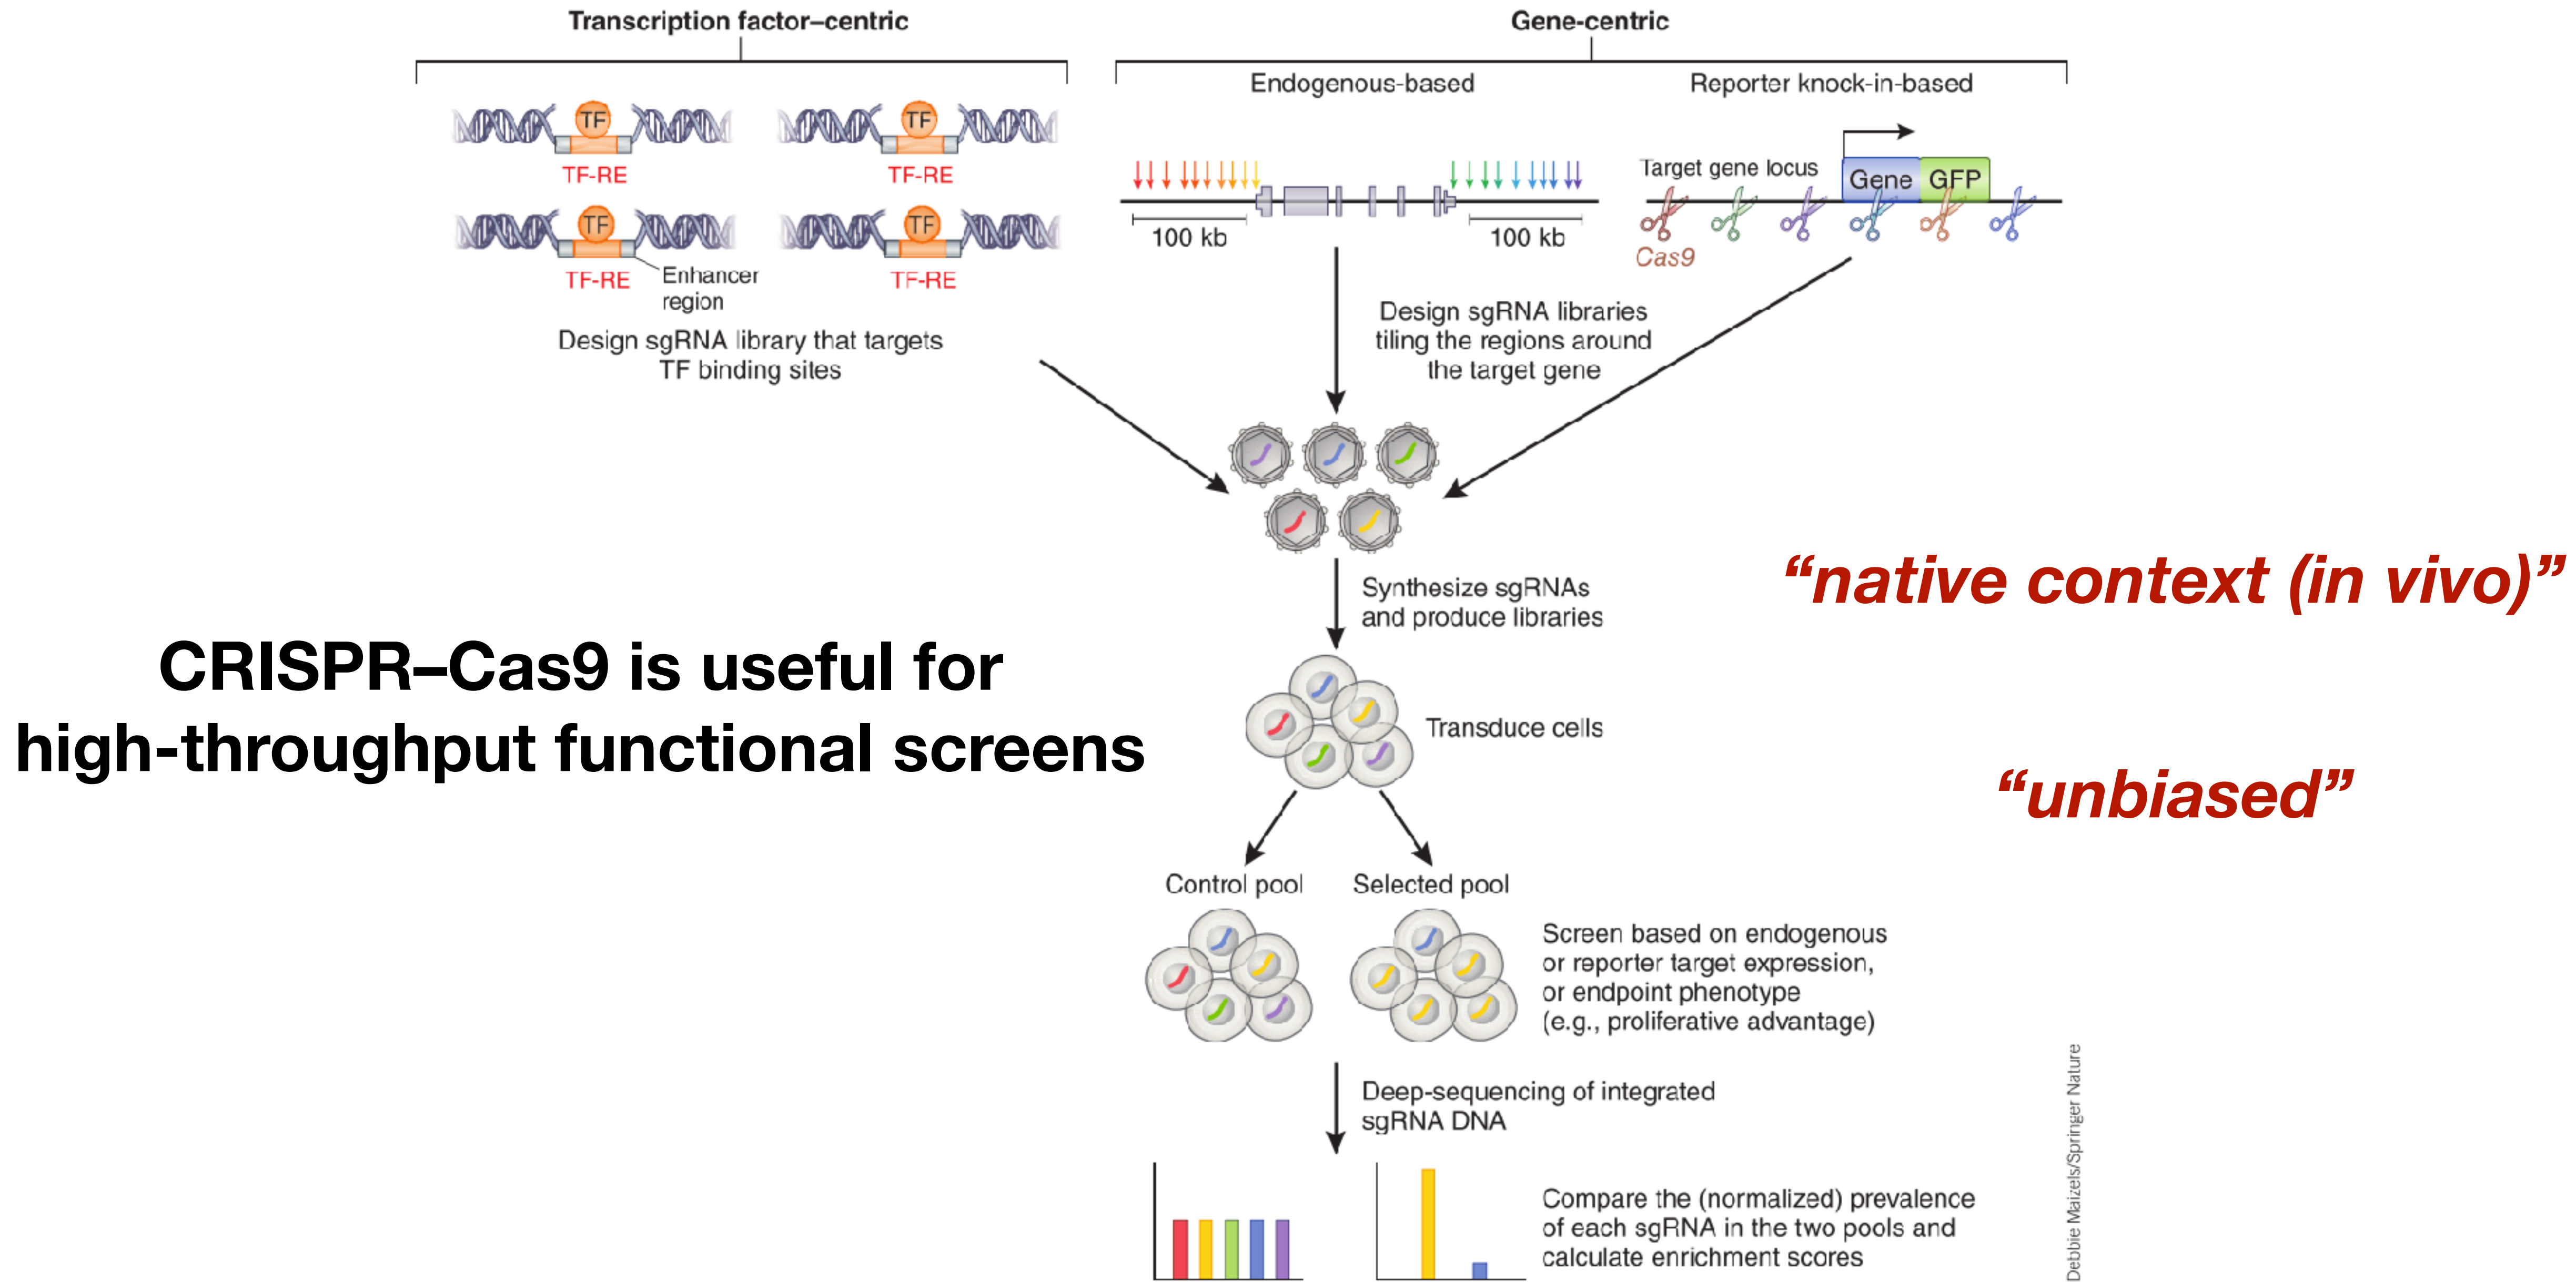 Transcription factor–centric
TF
TF-RE
TF
TF-RE
TF
TF-RE
TF
TF-RE
Enhancer
region
Design sgRNA library that targets
TF binding sites
Gene-centric
Endogenous-based
100 kb
100 kb
Reporter knock-in-based
Target gene locus
Gene
GFP
Cas9
Design sgRNA libraries
tiling the regions around
the target gene
Synthesize sgRNAs
and produce libraries
Transduce cells
Control pool
Selected pool
Screen based on endogenous
or reporter target expression,
or endpoint phenotype
(e.g., proliferative advantage)
Deep-sequencing of integrated
sgRNA DNA
Compare the (normalized) prevalence
of each sgRNA in the two pools and
calculate enrichment scores
Debbie Maizels/Springer Nature
CRISPR–Cas9 is useful for
high-throughput functional screens
“native context (in vivo)”
“unbiased”